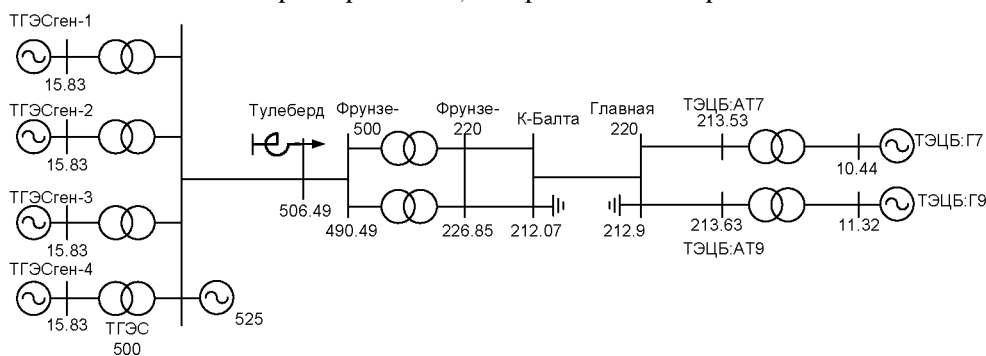 ТГЭСген-1
15.83
ТГЭСген-2
15.83
ТГЭСген-3
15.83
ТГЭСген-4
15.83
ТГЭС
500
525
Тулеберд
506.49
Фрунзе-
500
490.49
Фрунзе-
220
226.85
К-Балта
212.07
Главная
220
212.9
ТЭЦБ:АТ7
213.53
10.44
ТЭЦБ:Г7
213.63
ТЭЦБ:АТ9
11.32
ТЭЦБ:Г9